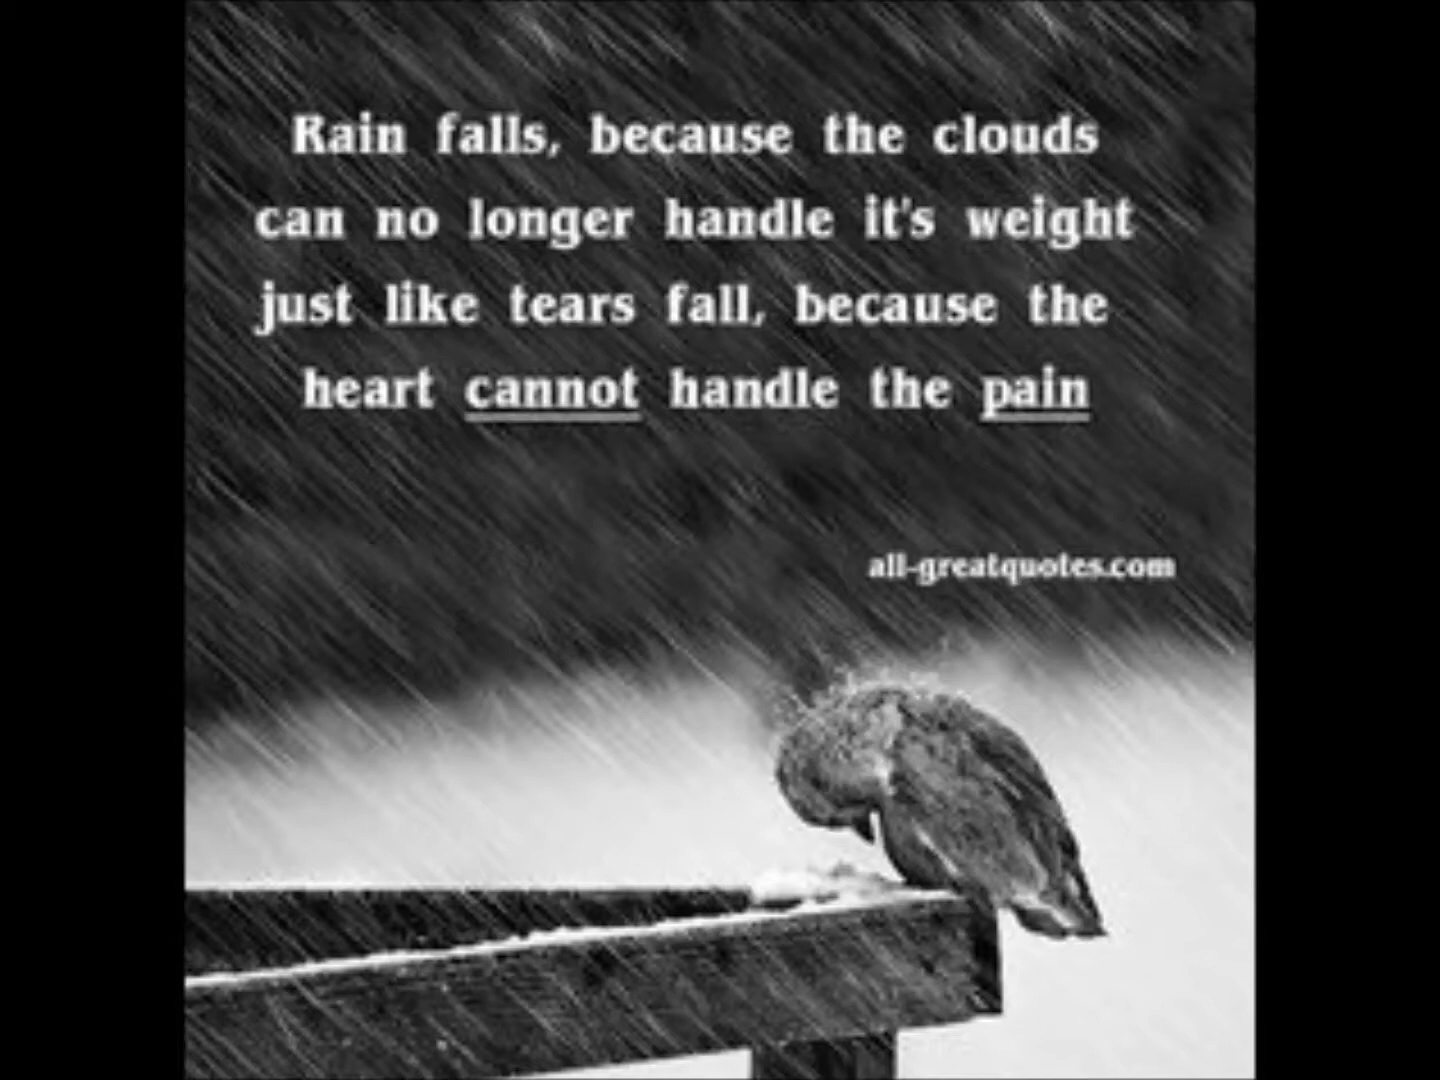 Rain falls, because the clouds
can no longer handle it's weight
just like tears fall, because the
heart cannot handle the pain
all-greatquotes.com